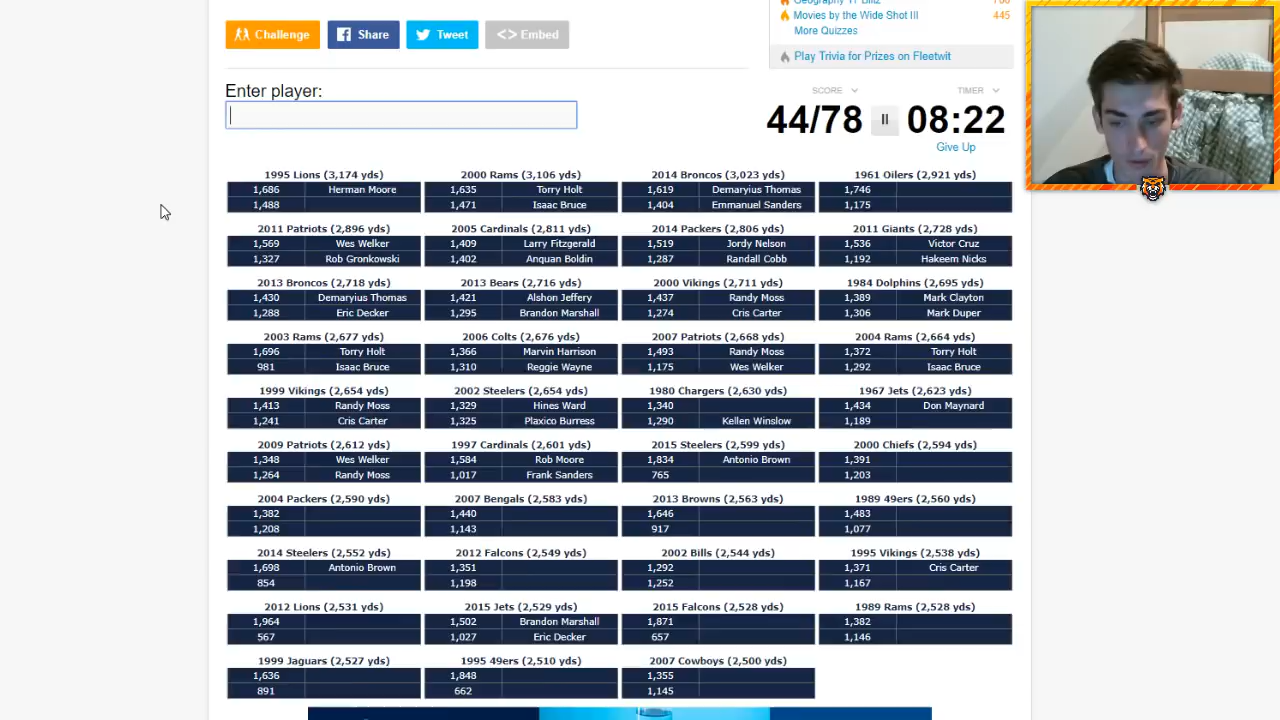 Geography 17 Blitz
Movies by the Wide Shot III 445
More Quizzes
Play Trivia for Prizes on Fleetwit
Challenge Share Tweet <> Embed
Enter player:
SCORE TIMER
44/78 08:22
Give Up
1995 Lions (3,174 yds) 2000 Rams (3,106 yds) 2014 Broncos (3,023 yds) 1961 Oilers (2,921 yds)
1,686 Herman Moore 1,635 Torry Holt 1,619 Demaryius Thomas 1,746
1,488 1,471 Isaac Bruce 1,404 Emmanuel Sanders 1,175
2011 Patriots (2,896 yds) 2005 Cardinals (2,811 yds) 2014 Packers (2,806 yds) 2011 Giants (2,728 yds)
1,569 Wes Welker 1,409 Larry Fitzgerald 1,519 Jordy Nelson 1,536 Victor Cruz
1,327 Rob Gronkowski 1,402 Anquan Boldin 1,287 Randall Cobb 1,192 Hakeem Nicks
2013 Broncos (2,718 yds) 2013 Bears (2,716 yds) 2000 Vikings (2,711 yds) 1984 Dolphins (2,695 yds)
1,430 Demaryius Thomas 1,421 Alshon Jeffery 1,437 Randy Moss 1,389 Mark Clayton
1,288 Eric Decker 1,295 Brandon Marshall 1,274 Cris Carter 1,306 Mark Duper
2003 Rams (2,677 yds) 2006 Colts (2,676 yds) 2007 Patriots (2,668 yds) 2004 Rams (2,664 yds)
1,696 Torry Holt 1,366 Marvin Harrison 1,493 Randy Moss 1,372 Torry Holt
981 Isaac Bruce 1,310 Reggie Wayne 1,175 Wes Welker 1,292 Isaac Bruce
1999 Vikings (2,654 yds) 2002 Steelers (2,654 yds) 1980 Chargers (2,630 yds) 1967 Jets (2,623 yds)
1,413 Randy Moss 1,329 Hines Ward 1,340 1,434 Don Maynard
1,241 Cris Carter 1,325 Plaxico Burress 1,290 Kellen Winslow 1,189
2009 Patriots (2,612 yds) 1997 Cardinals (2,601 yds) 2015 Steelers (2,599 yds) 2000 Chiefs (2,594 yds)
1,348 Wes Welker 1,584 Rob Moore 1,834 Antonio Brown 1,391
1,264 Randy Moss 1,017 Frank Sanders 765 1,203
2004 Packers (2,590 yds) 2007 Bengals (2,583 yds) 2013 Browns (2,563 yds) 1989 49ers (2,560 yds)
1,382 1,440 1,646 1,483
1,208 1,143 917 1,077
2014 Steelers (2,552 yds) 2012 Falcons (2,549 yds) 2002 Bills (2,544 yds) 1995 Vikings (2,538 yds)
1,698 Antonio Brown 1,351 1,292 1,371 Cris Carter
854 1,198 1,252 1,167
2012 Lions (2,531 yds) 2015 Jets (2,529 yds) 2015 Falcons (2,528 yds) 1989 Rams (2,528 yds)
1,964 1,502 Brandon Marshall 1,871 1,382
567 1,027 Eric Decker 657 1,146
1999 Jaguars (2,527 yds) 1995 49ers (2,510 yds) 2007 Cowboys (2,500 yds)
1,636 1,848 1,355
891 662 1,145